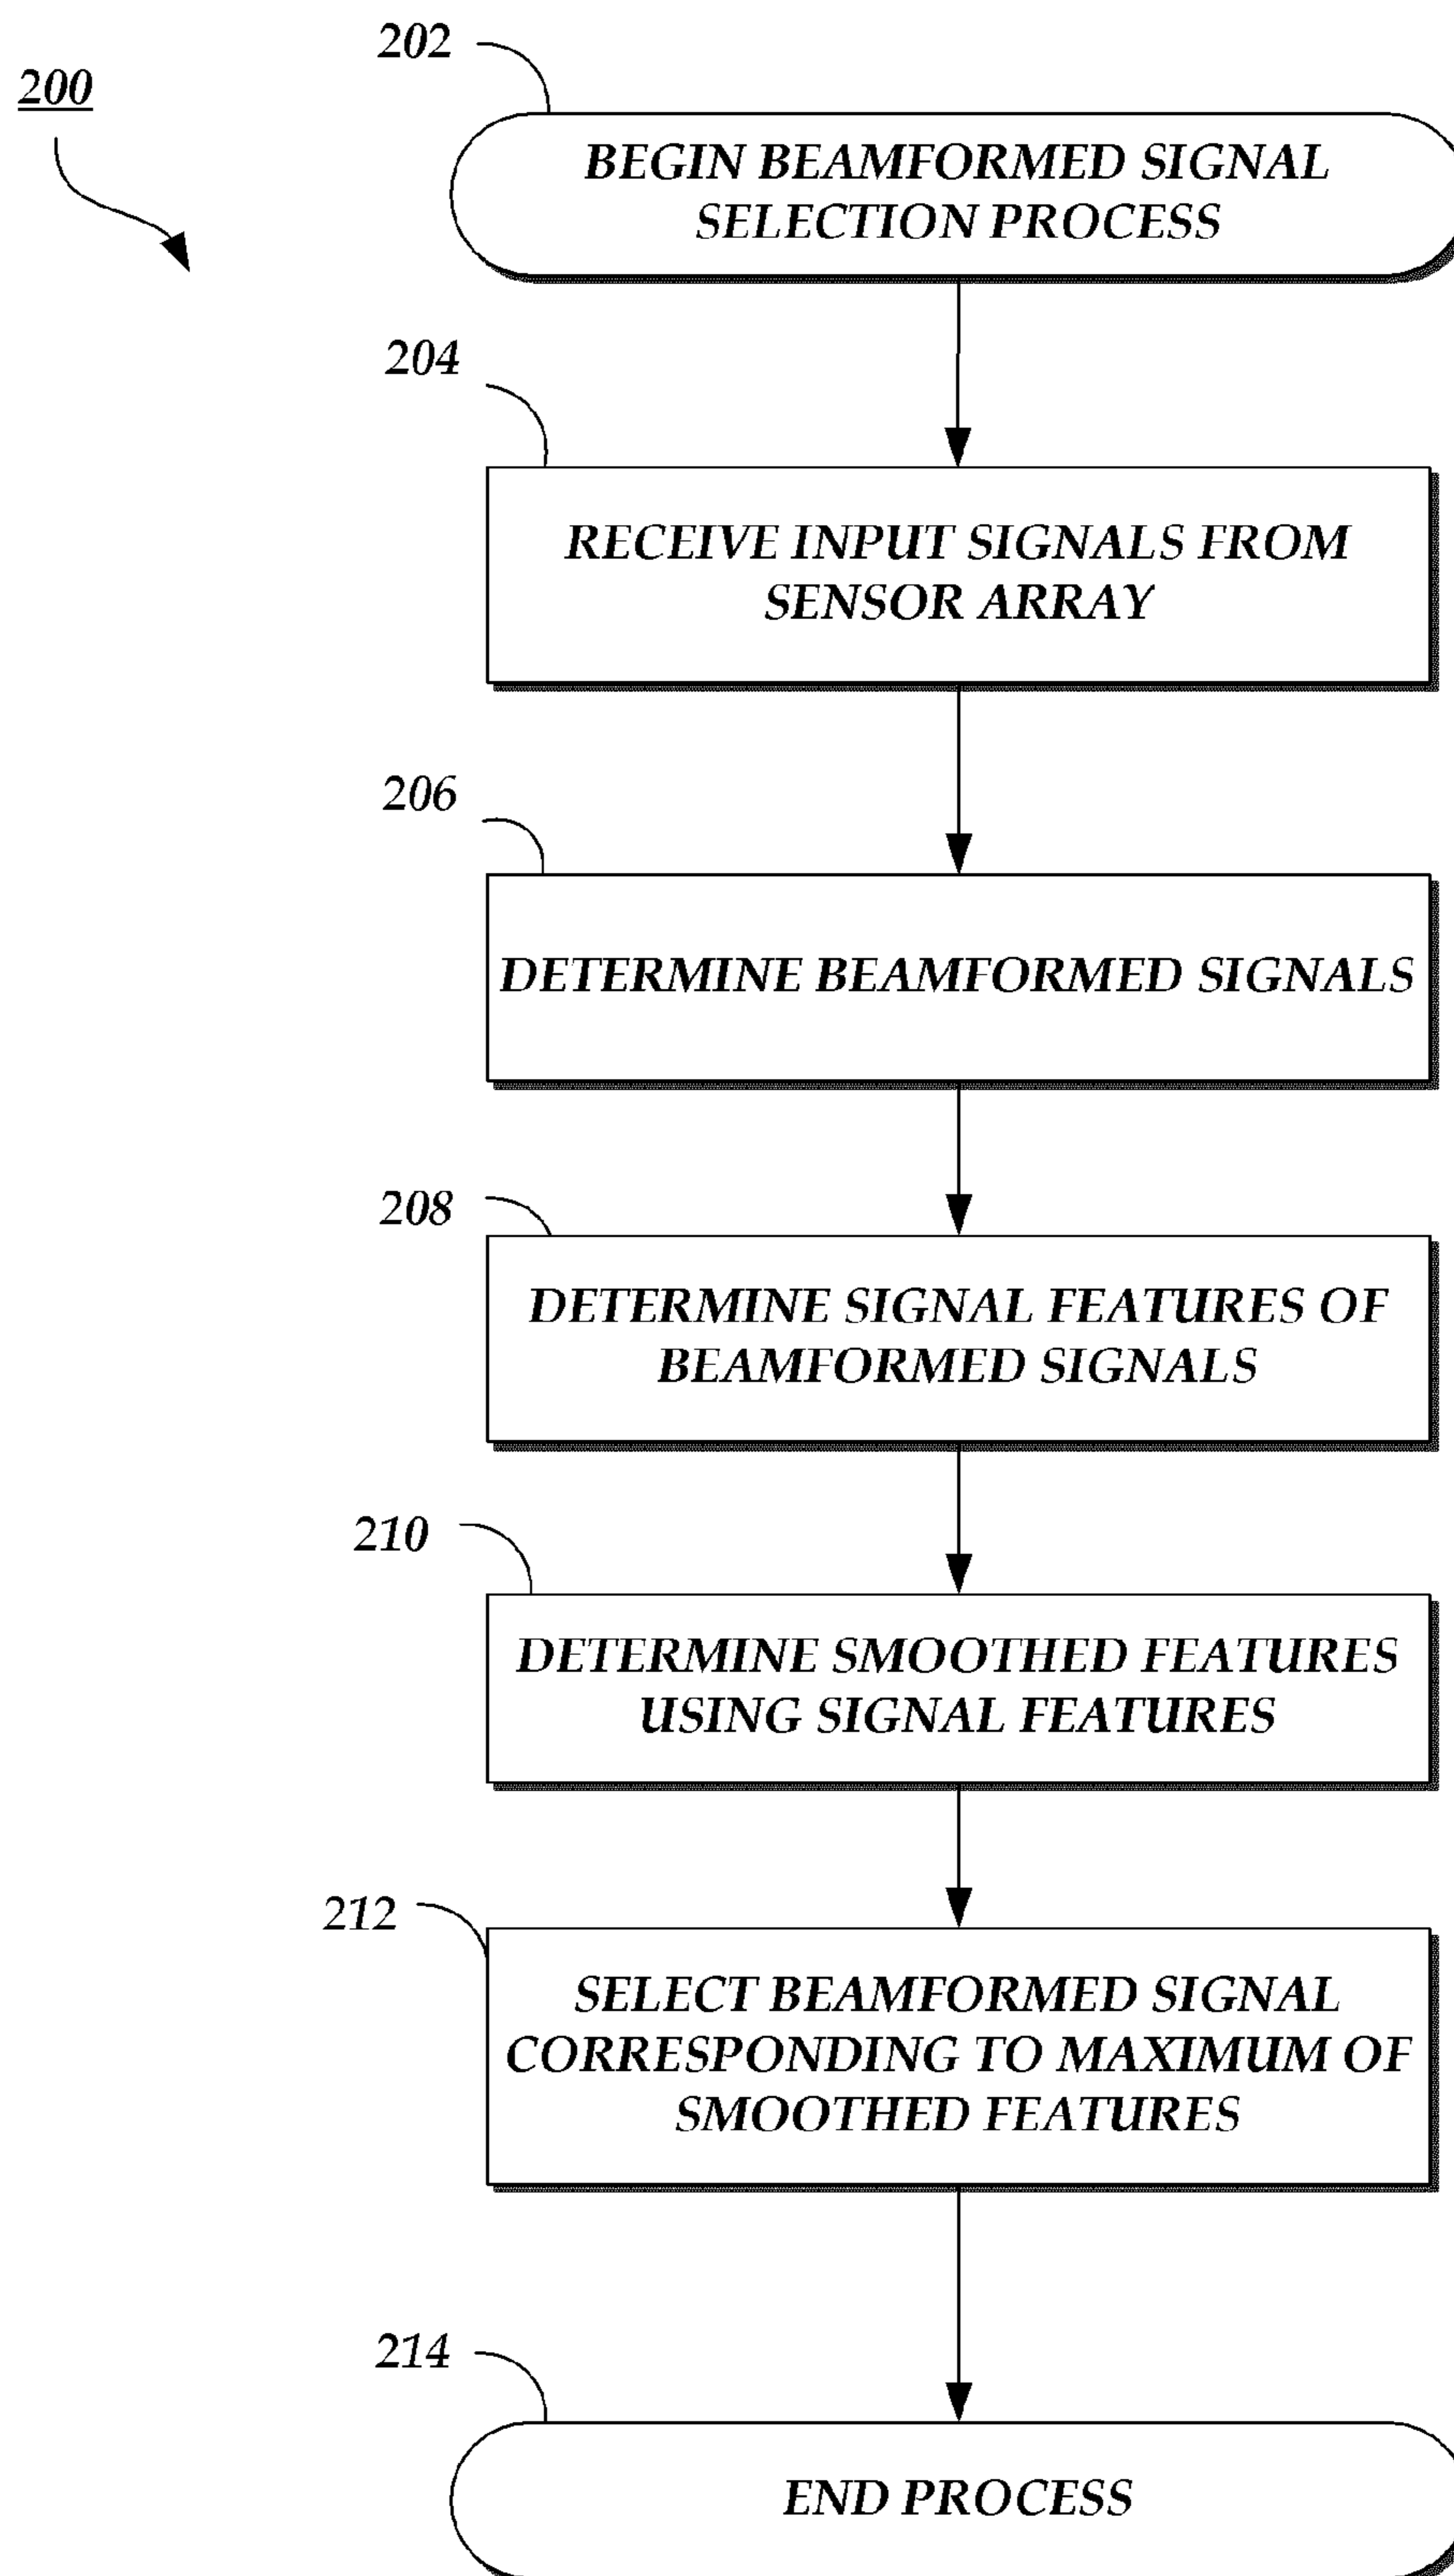 200
202
BEGIN BEAMFORMED SIGNAL
SELECTION PROCESS
204
RECEIVE INPUT SIGNALS FROM
SENSOR ARRAY
206
DETERMINE BEAMFORMED SIGNALS
208
DETERMINE SIGNAL FEATURES OF
BEAMFORMED SIGNALS
210
DETERMINE SMOOTHED FEATURES
USING SIGNAL FEATURES
212
SELECT BEAMFORMED SIGNAL
CORRESPONDING TO MAXIMUM OF
SMOOTHED FEATURES
214
END PROCESS